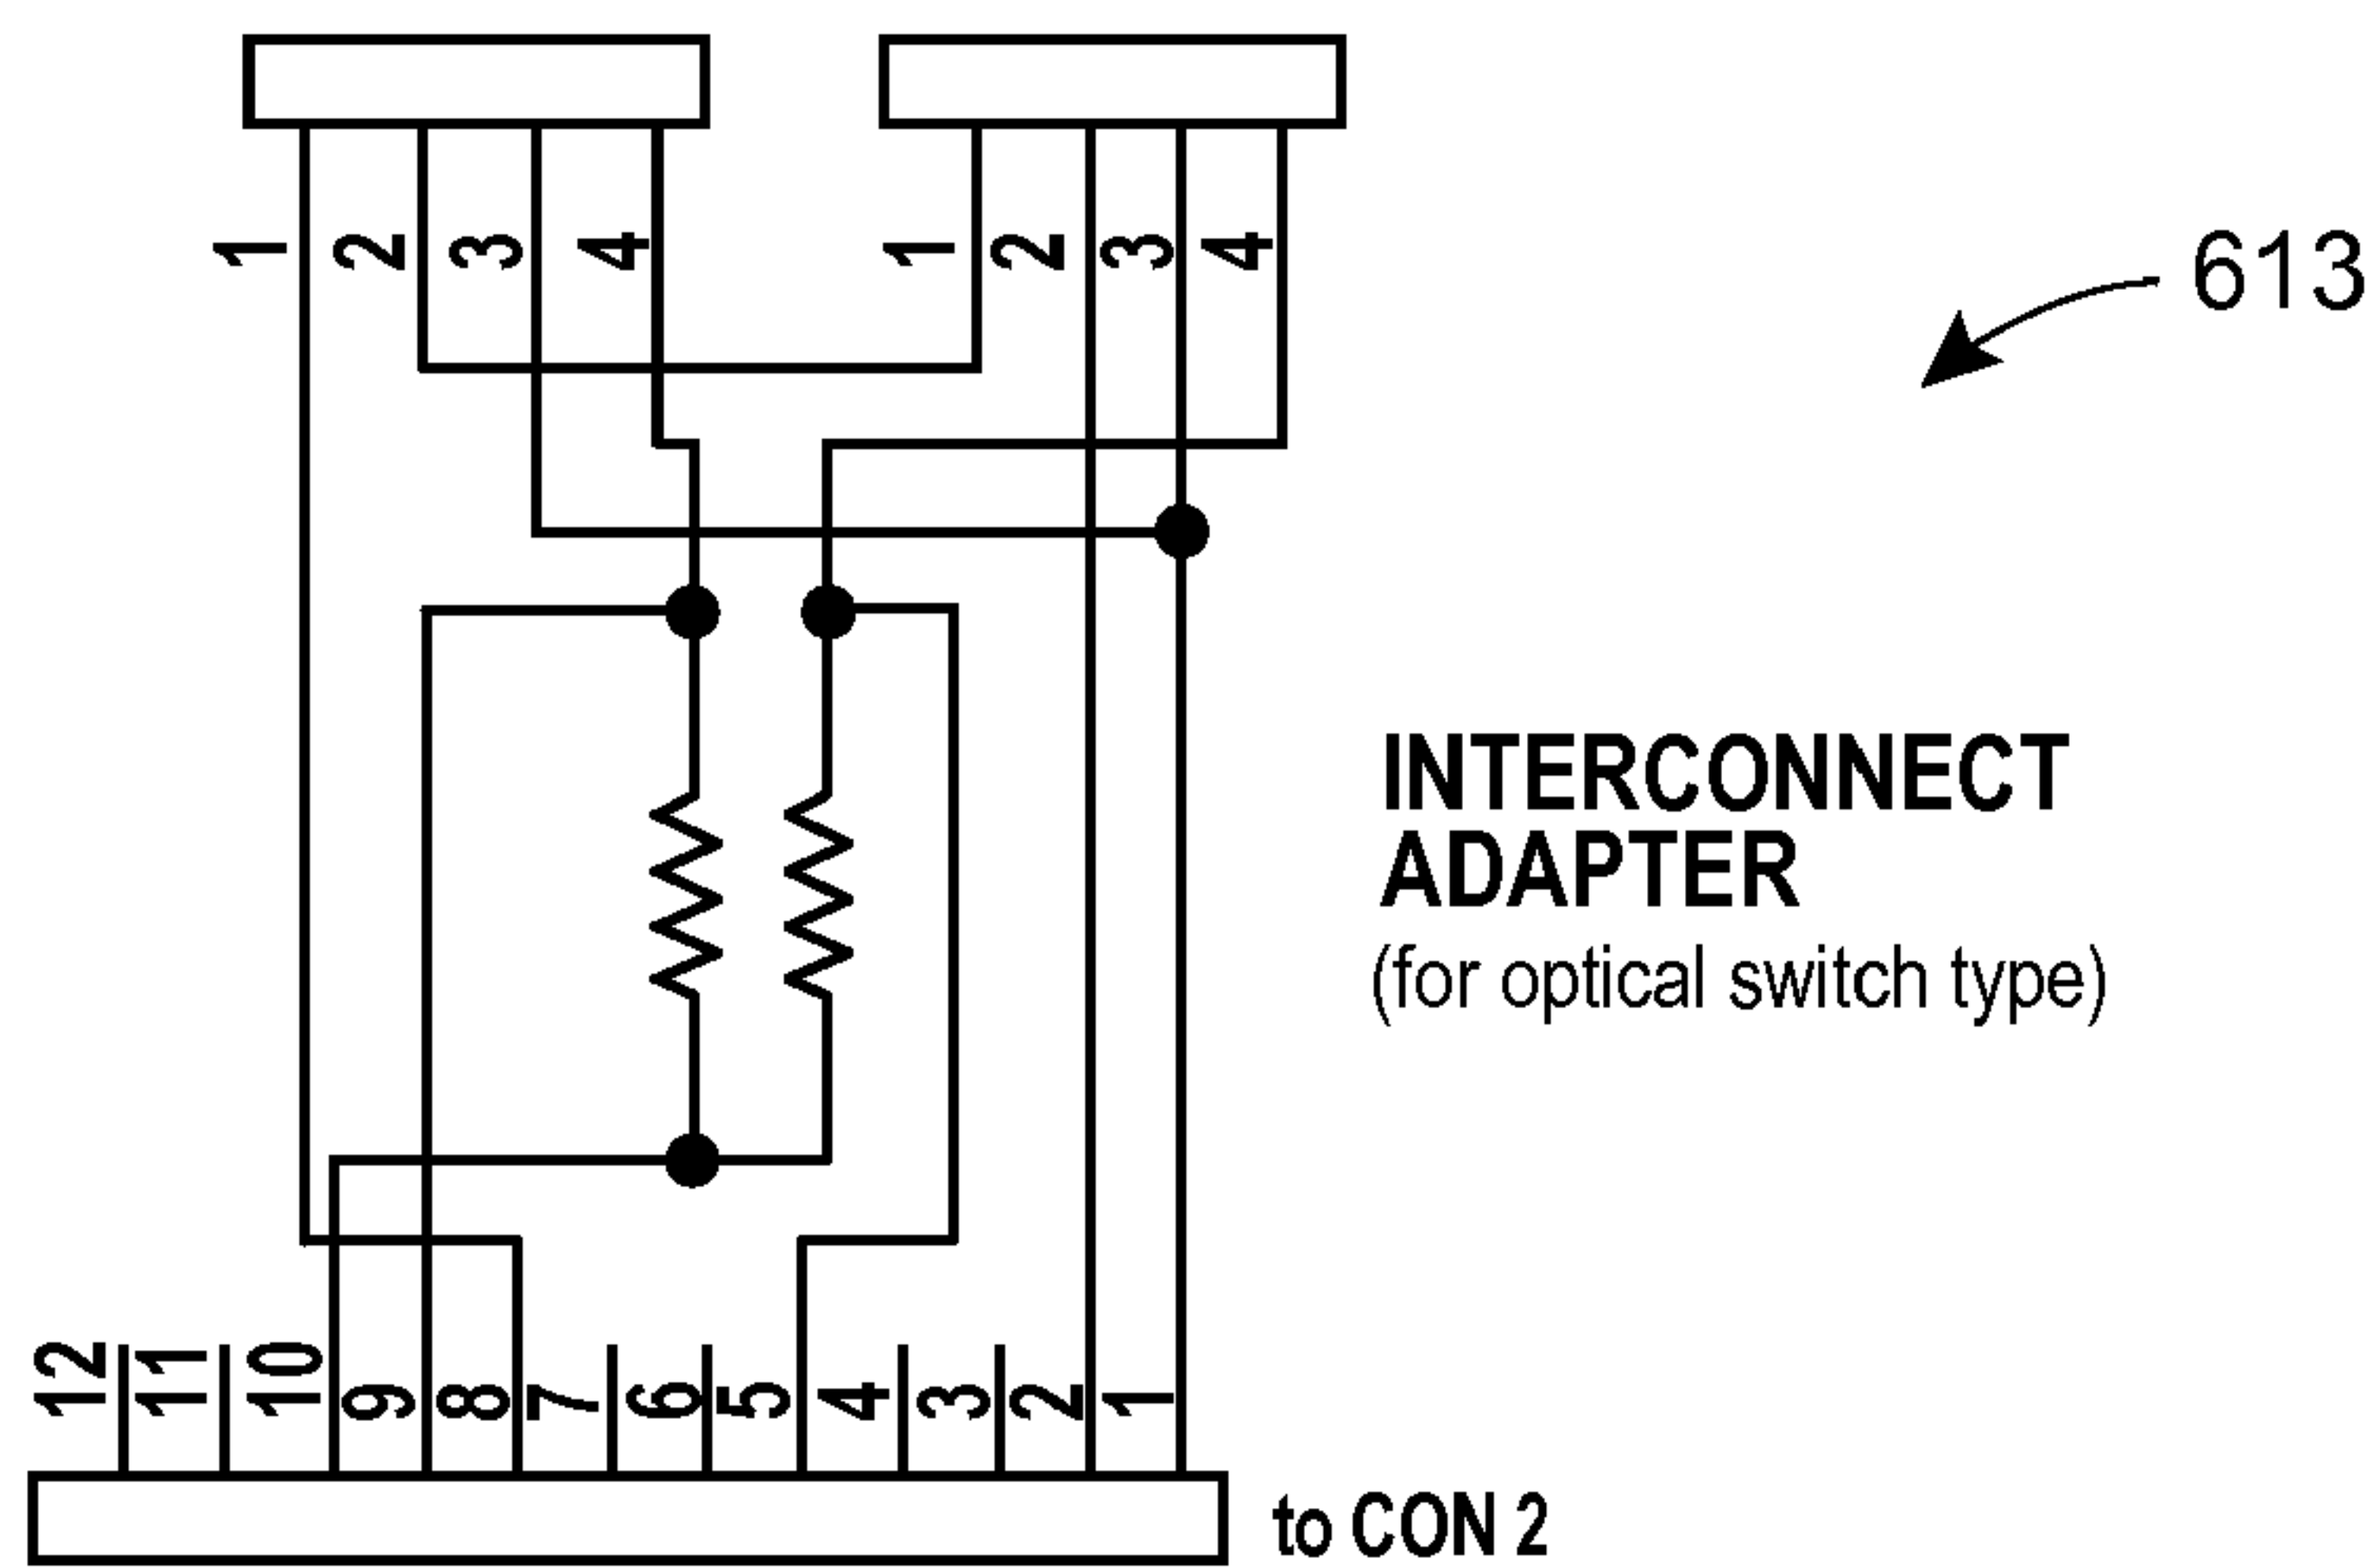 1 2 3 4 1 2 3 4
613
INTERCONNECT
ADAPTER
(for optical switch type)
12 11 10 9 8 7 6 5 4 3 2 1
to CON 2